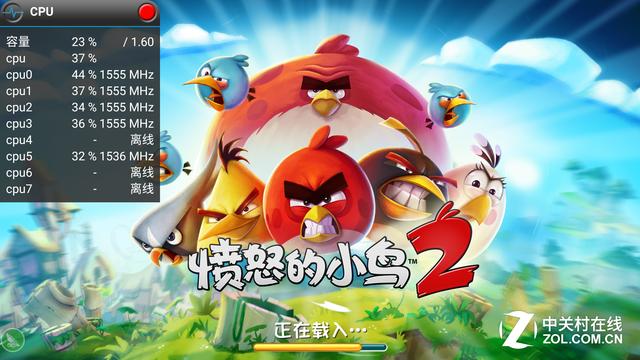 CPU
容量 23 % / 1.60
cpu 37 %
cpu0 44 % 1555 MHz
cpu1 37 % 1555 MHz
cpu2 34 % 1555 MHz
cpu3 36 % 1555 MHz
cpu4 - 离线
cpu5 32 % 1536 MHz
cpu6 - 离线
cpu7 - 离线
愤怒的小鸟™2
正在载入···
中关村在线
ZOL.COM.CN